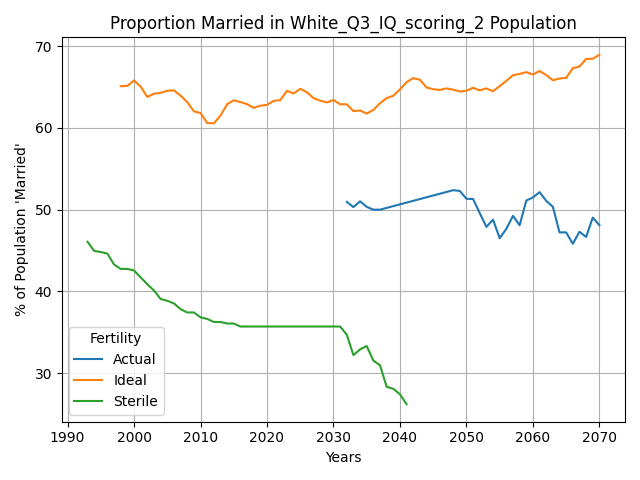 Proportion Married in White_Q3_IQ_scoring_2 Population
% of Population 'Married'
70
60
50
40
30
Fertility
Actual
Ideal
Sterile
1990 2000 2010 2020 2030 2040 2050 2060 2070
Years